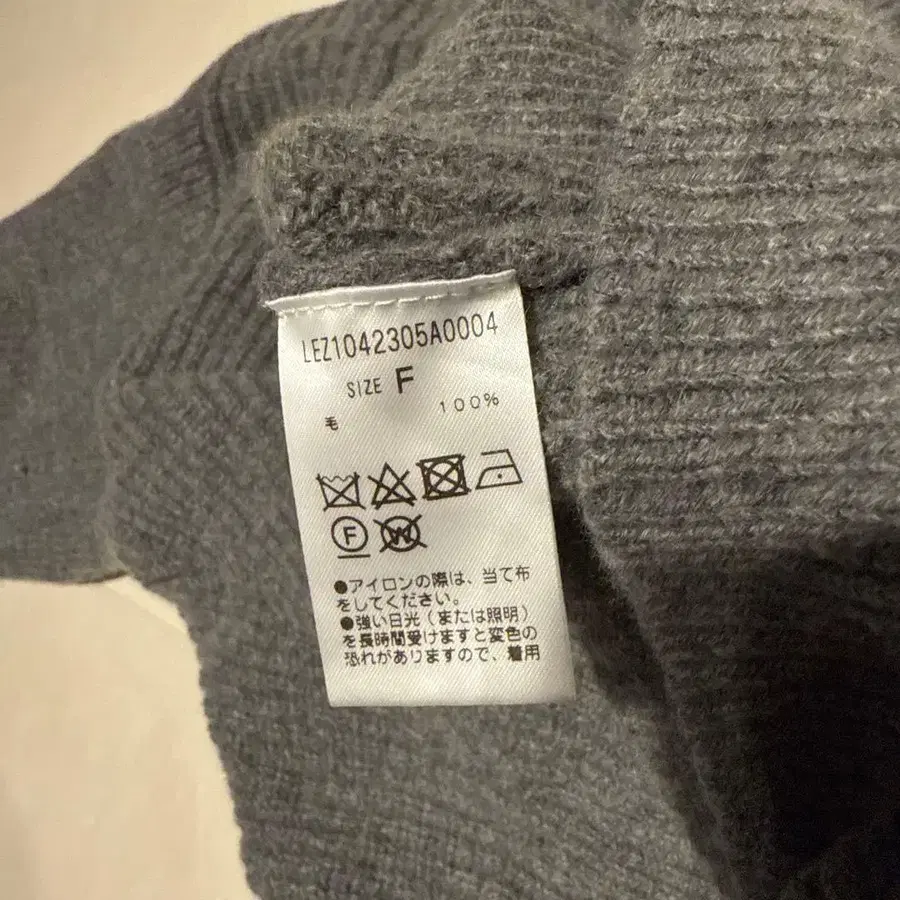 LEZ1042305A0004
SIZE F
毛 100%
F W
●アイロンの際は、当て布
をしてください。
●強い日光（または照明）
を長時間受けますと変色の
恐れがありますので、着用